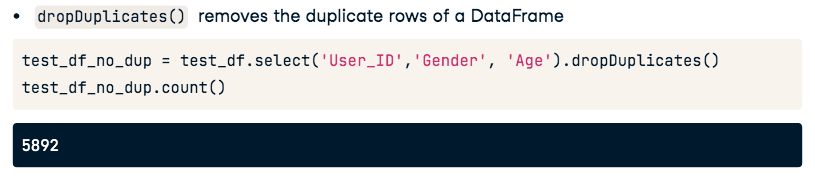 • dropDuplicates() removes the duplicate rows of a DataFrame
test_df_no_dup = test_df.select('User_ID','Gender', 'Age').dropDuplicates()
test_df_no_dup.count()
5892